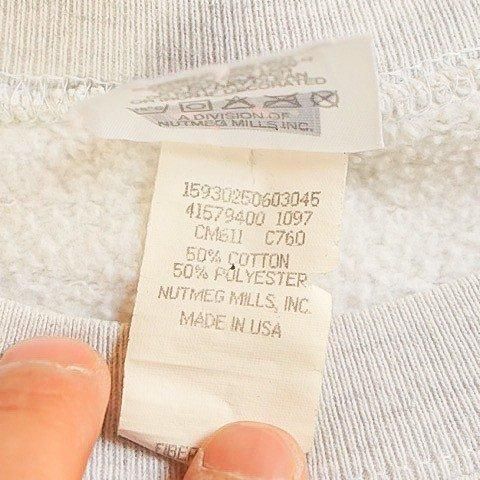 A DIVISION OF
NUTMEG MILLS, INC.
15930250603045
41579400 1097
CM611 C760
50% COTTON
50% POLYESTER
NUTMEG MILLS, INC.
MADE IN USA
FIBER